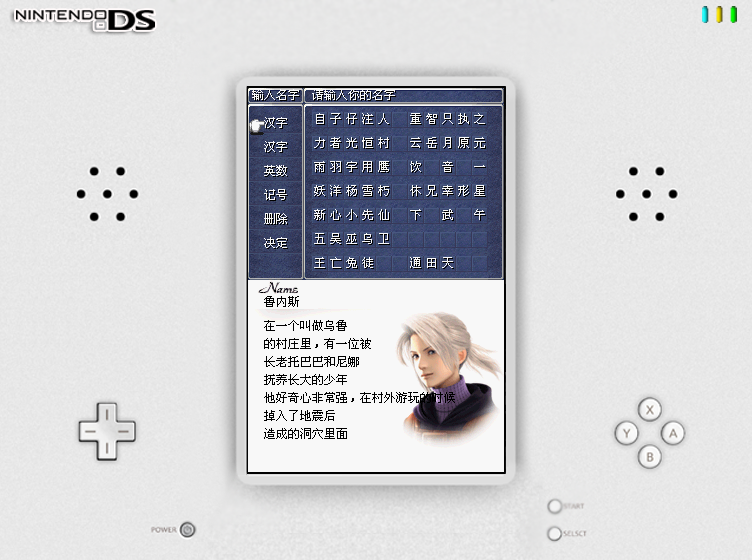 NINTENDO DS
输入名字 请输入你的名字
汉字 自子仔注人 重智只执之
汉字 力者光恒村 云岳月原元
英数 雨羽宇用鹰 饮 音 一
记号 妖洋杨雪朽 休兄幸形星
删除 新心小先仙 下 武 午
决定 五吴巫乌卫
王亡兔徒 通田天
Name
鲁内斯
在一个叫做乌鲁
的村庄里，有一位被
长老托巴巴和尼娜
抚养长大的少年
他好奇心非常强，在村外游玩的时候
掉入了地震后
造成的洞穴里面
X
Y A
B
START
POWER
SELECT